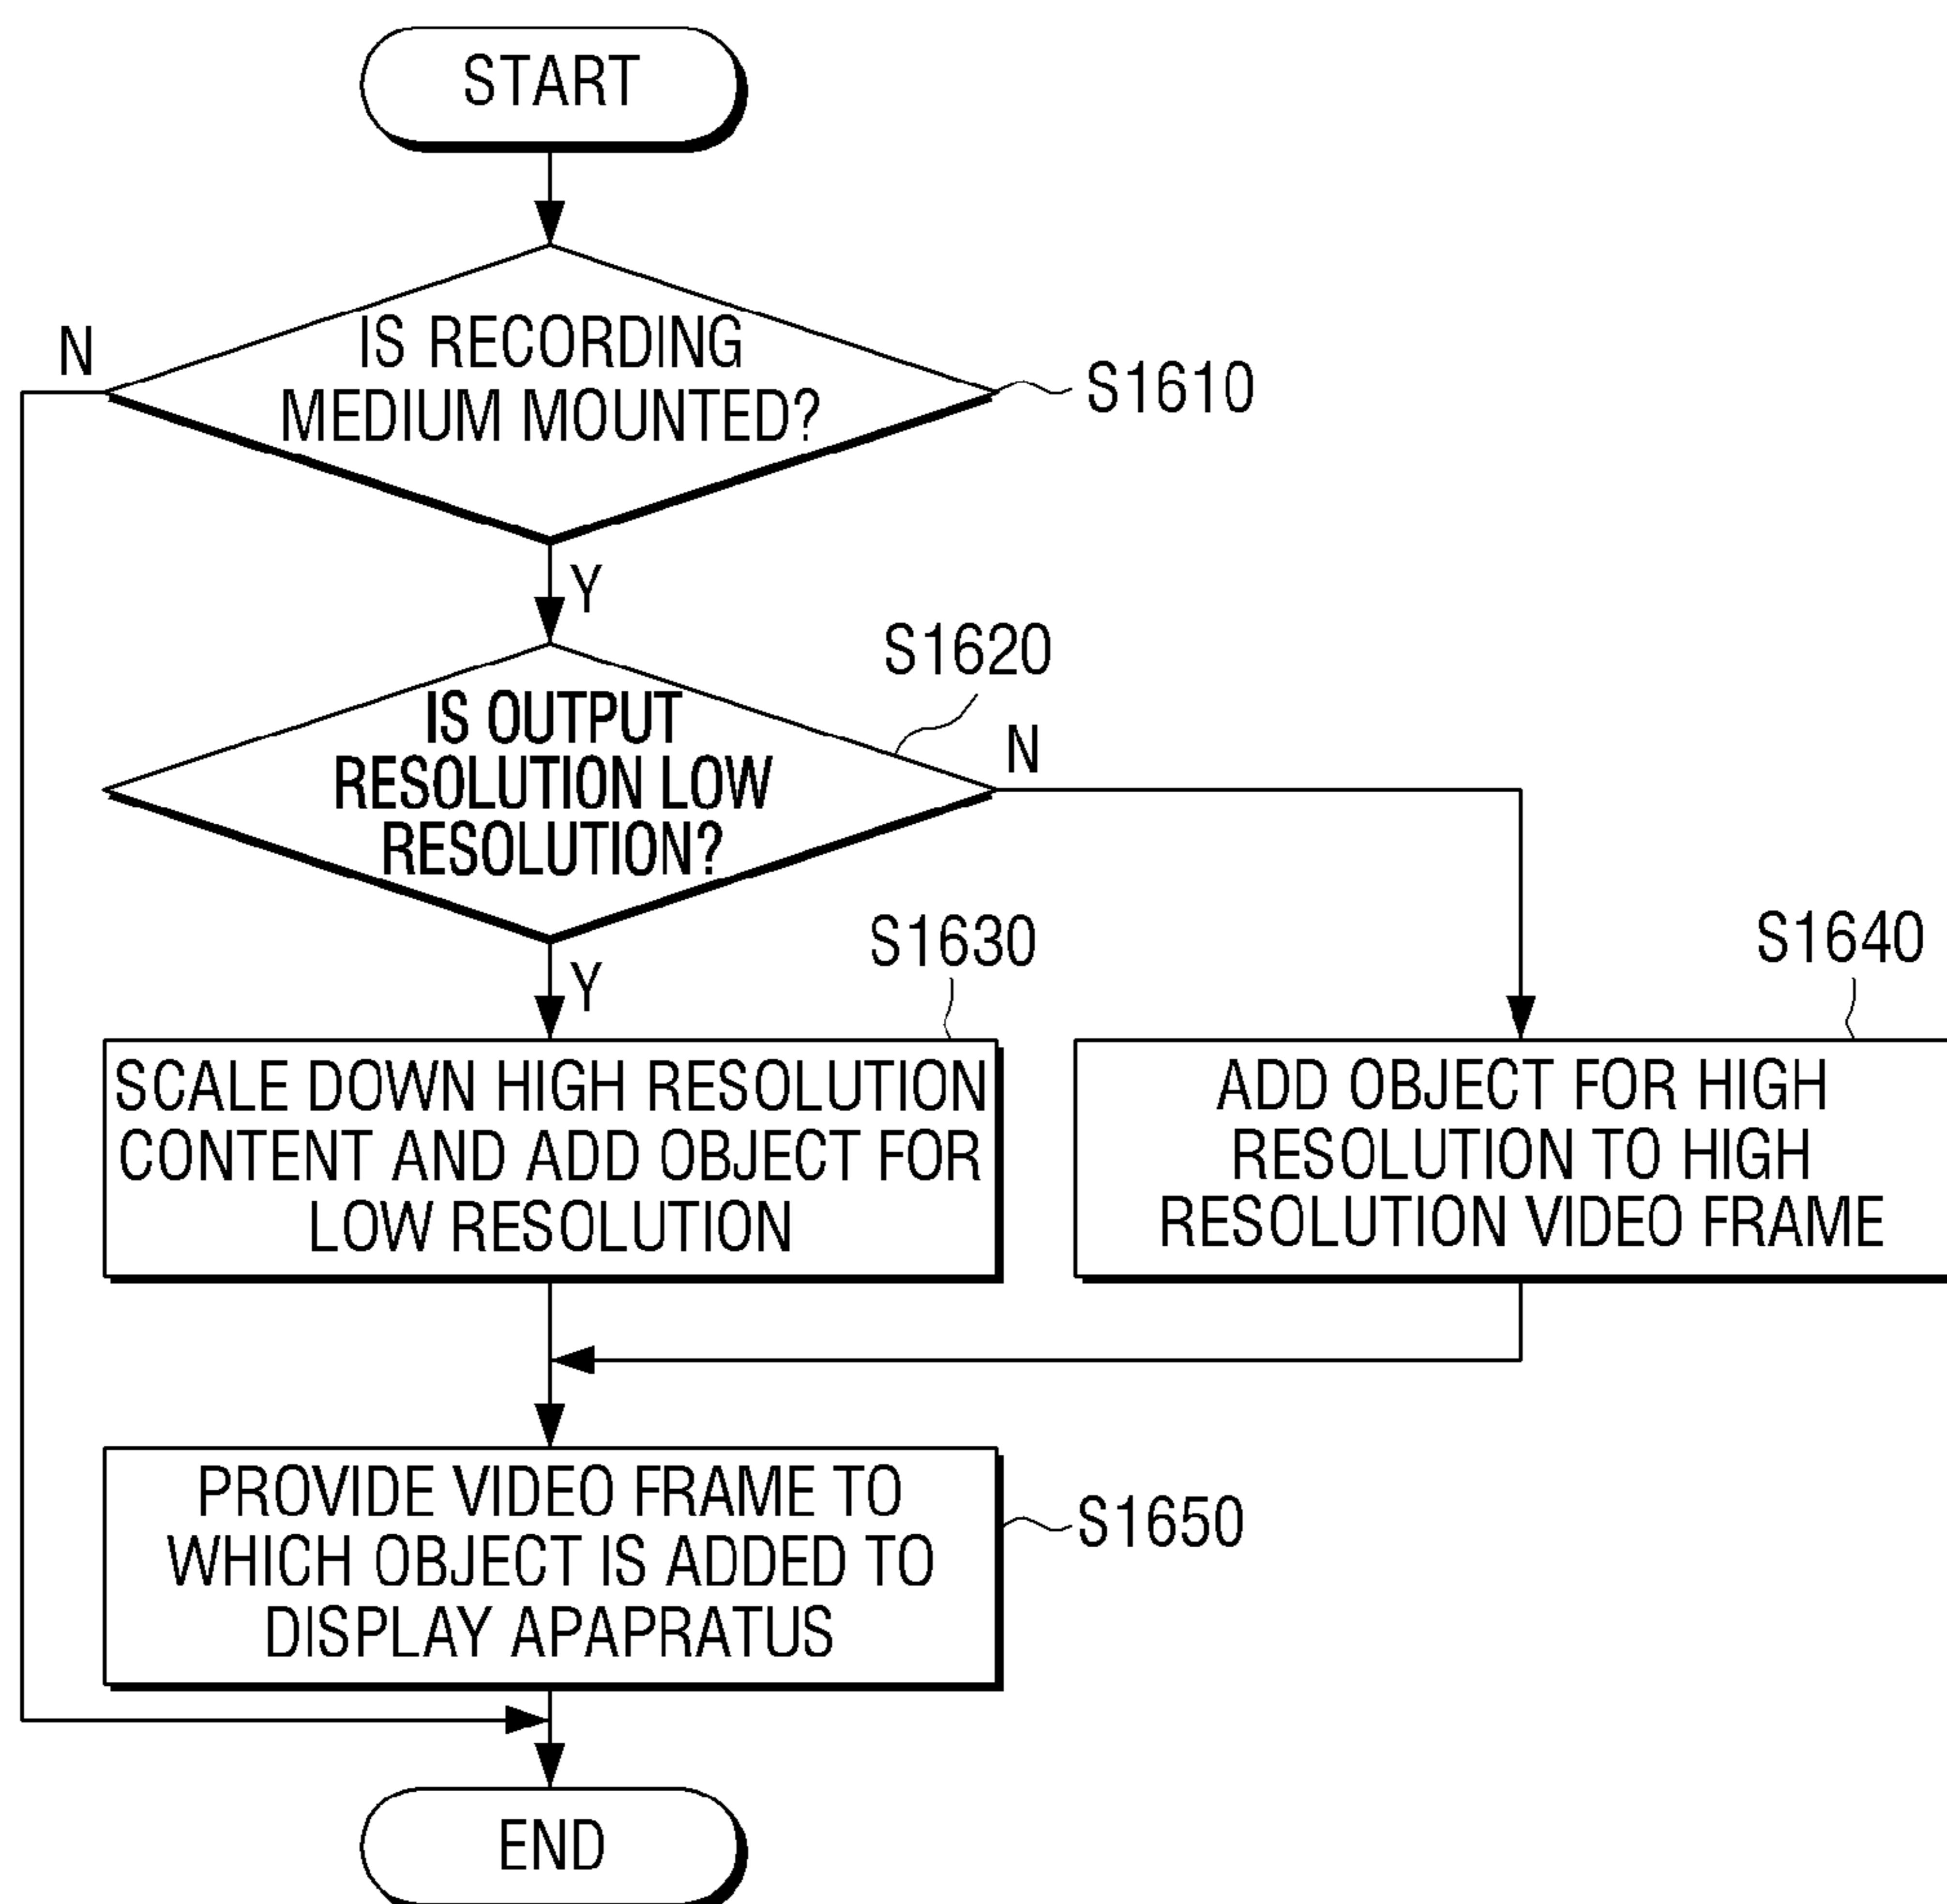 START
N
IS RECORDING
MEDIUM MOUNTED?
S1610
Y
S1620
IS OUTPUT
RESOLUTION LOW
RESOLUTION?
N
Y
S1630
S1640
SCALE DOWN HIGH RESOLUTION
CONTENT AND ADD OBJECT FOR
LOW RESOLUTION
ADD OBJECT FOR HIGH
RESOLUTION TO HIGH
RESOLUTION VIDEO FRAME
PROVIDE VIDEO FRAME TO
WHICH OBJECT IS ADDED TO
DISPLAY APAPRATUS
S1650
END